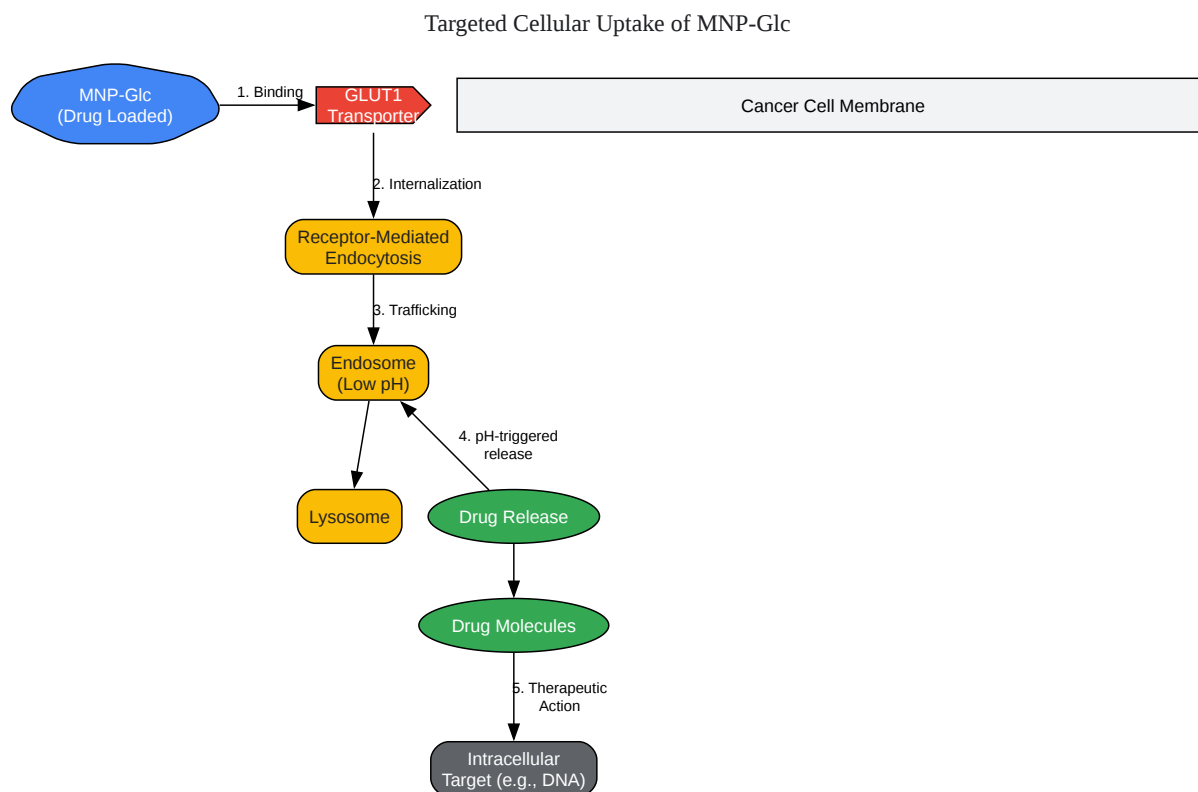 Targeted Cellular Uptake of MNP-Glc
MNP-Glc
(Drug Loaded)
1. Binding
GLUT1
Transporter
Cancer Cell Membrane
2. Internalization
Receptor-Mediated
Endocytosis
3. Trafficking
Endosome
(Low pH)
4. pH-triggered
release
Lysosome
Drug Release
Drug Molecules
5. Therapeutic
Action
Intracellular
Target (e.g., DNA)